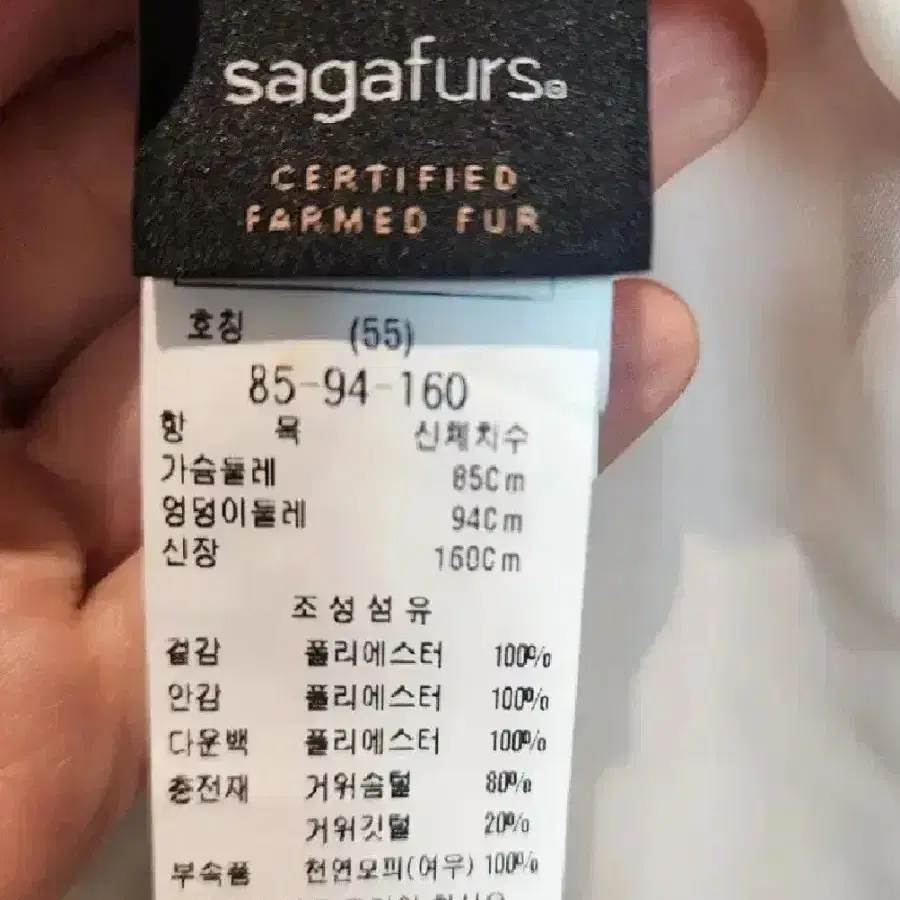 sagafurs®
CERTIFIED
FARMED FUR
호칭 (55)
85-94-160
항 목 신체치수
가슴둘레 85Cm
엉덩이둘레 94Cm
신장 160Cm
조성섬유
겉감 폴리에스터 100%
안감 폴리에스터 100%
다운백 폴리에스터 100%
충전재 거위솜털 80%
거위깃털 20%
부속품 천연모피(여우) 100%